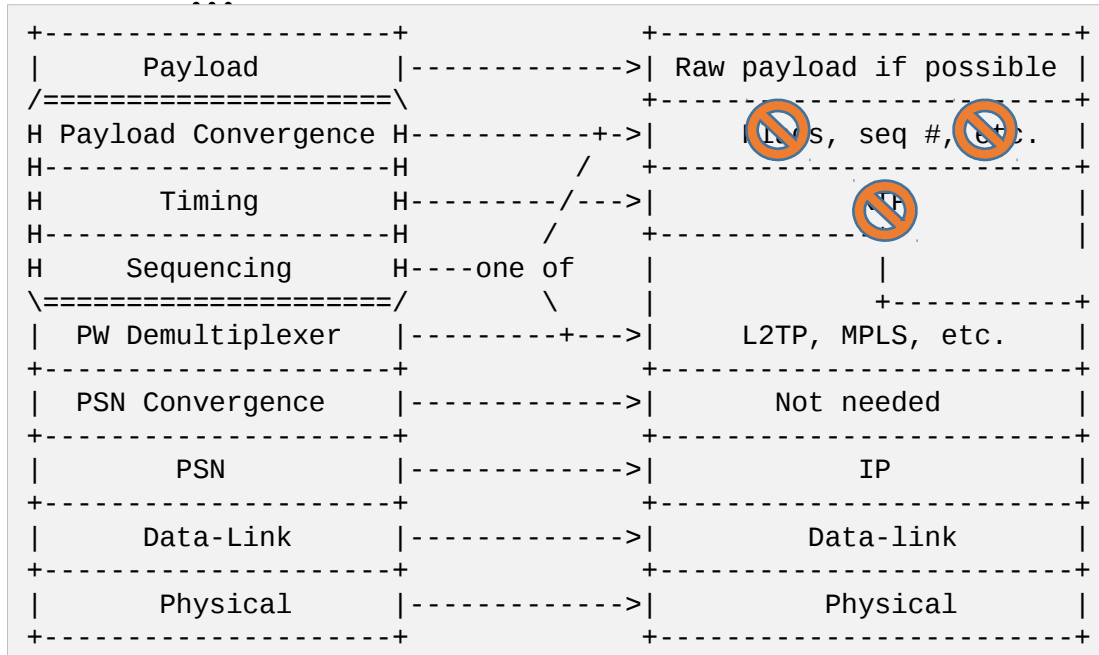 +---------------------+             +-------------------------+
|      Payload        |------------>| Raw payload if possible |
/=====================\             +-------------------------+
H Payload Convergence H-----------+->|       , seq #, etc.  |
H---------------------H          /   +-------------------------+
H       Timing        H---------/--->|                         |
H---------------------H        /     +-------------            |
H     Sequencing      H----one of    |             |
\=====================/        \     |             +-----------+
|  PW Demultiplexer   |---------+--->|     L2TP, MPLS, etc.    |
+---------------------+             +-------------------------+
|  PSN Convergence    |------------>|       Not needed        |
+---------------------+             +-------------------------+
|        PSN          |------------>|            IP           |
+---------------------+             +-------------------------+
|      Data-Link      |------------>|         Data-link       |
+---------------------+             +-------------------------+
|       Physical      |------------>|          Physical       |
+---------------------+             +-------------------------+